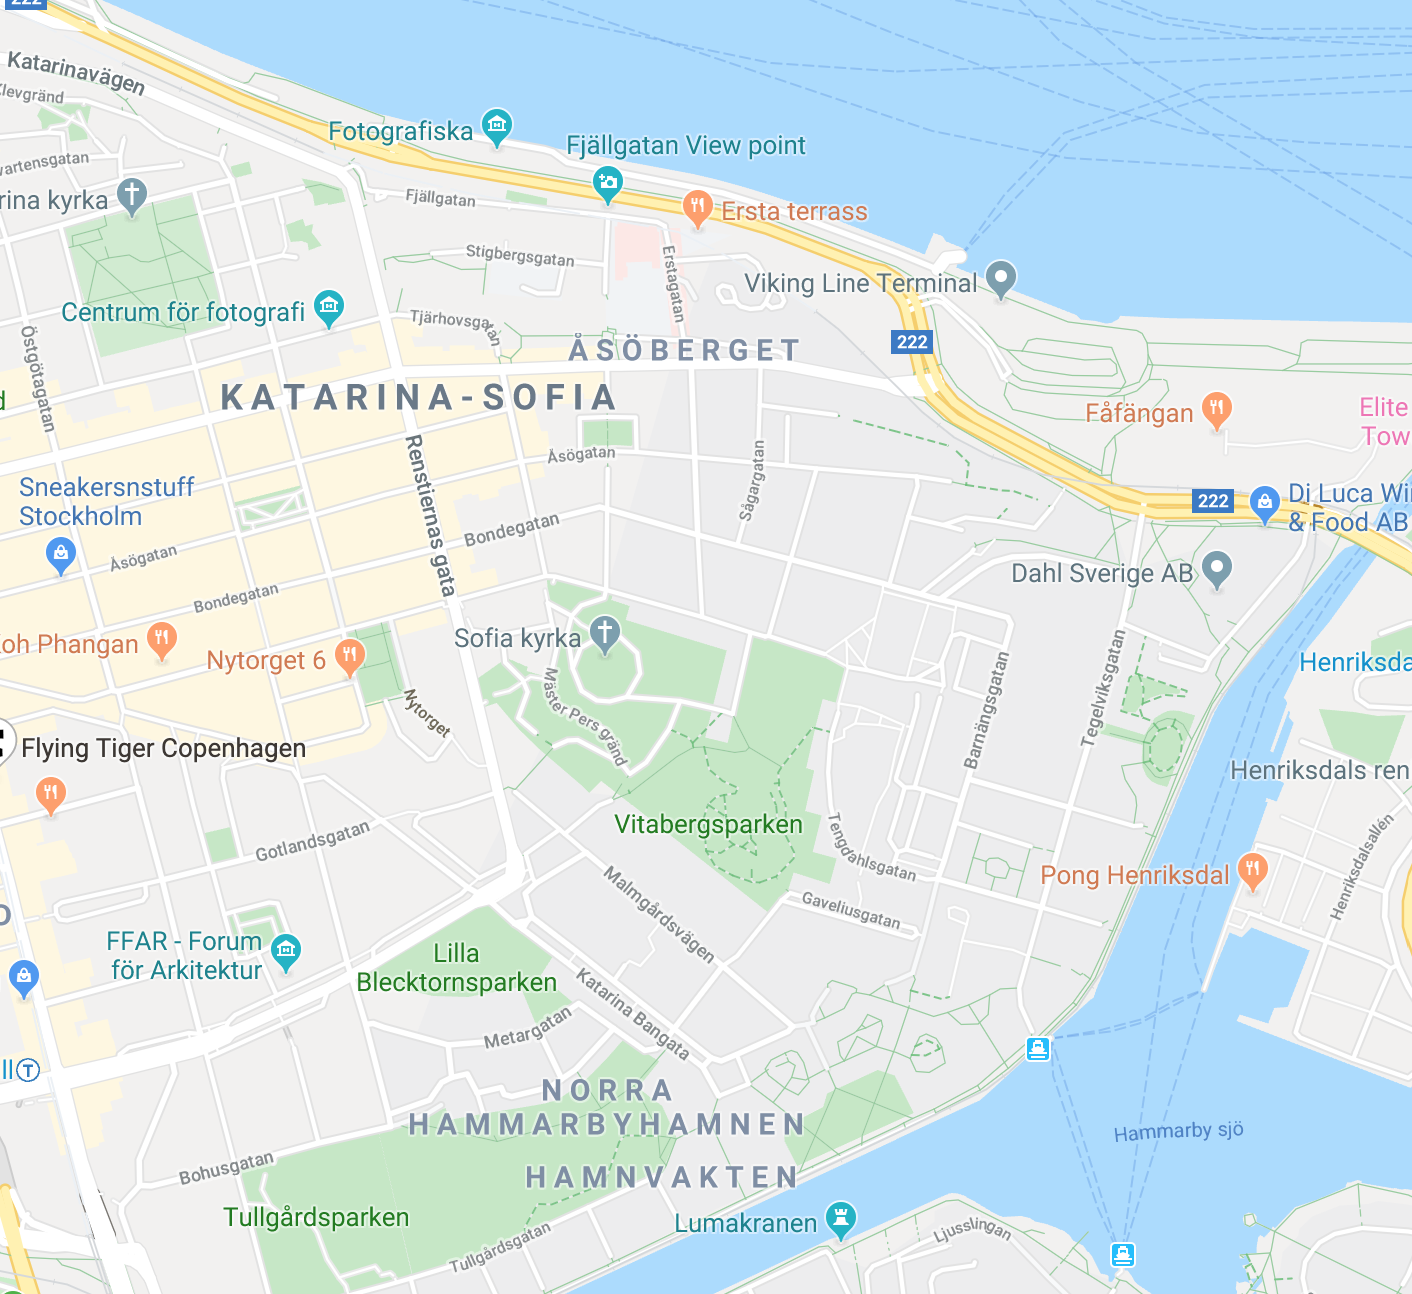 222
Katarinavägen
Klevgränd
Fotografiska
Fjällgatan View point
vartensgatan
rina kyrka
Fjällgatan
Ersta terrass
Stigbergsgatan
Erstagatan
Viking Line Terminal
Centrum för fotografi
Tjärhovsgatan
Östgötagatan
ÅSÖBERGET
222
KATARINA-SOFIA
d
Fåfängan
Elite
Tow
Renstiernas gata
Åsögatan
Sågargatan
Sneakersnstuff
Stockholm
222
Di Luca Wi
& Food AB
Bondegatan
Åsögatan
Dahl Sverige AB
Bondegatan
Koh Phangan
Nytorget 6
Sofia kyrka
Henriksda
Mäster Pers gränd
Nytorget
Barnängsgatan
Tegelviksgatan
Flying Tiger Copenhagen
Henriksdals ren
Vitabergsparken
Gotlandsgatan
Tengdahlsgatan
Henriksdalsallén
Pong Henriksdal
Malmgårdsvägen
Gaveliusgatan
D
FFAR - Forum
för Arkitektur
Lilla
Blecktornsparken
Katarina Bangata
Metargatan
ll
T
NORRA
HAMMARBYHAMNEN
Hammarby sjö
Bohusgatan
HAMNVAKTEN
Tullgårdsparken
Lumakranen
Tullgårdsgatan
Ljusslingan